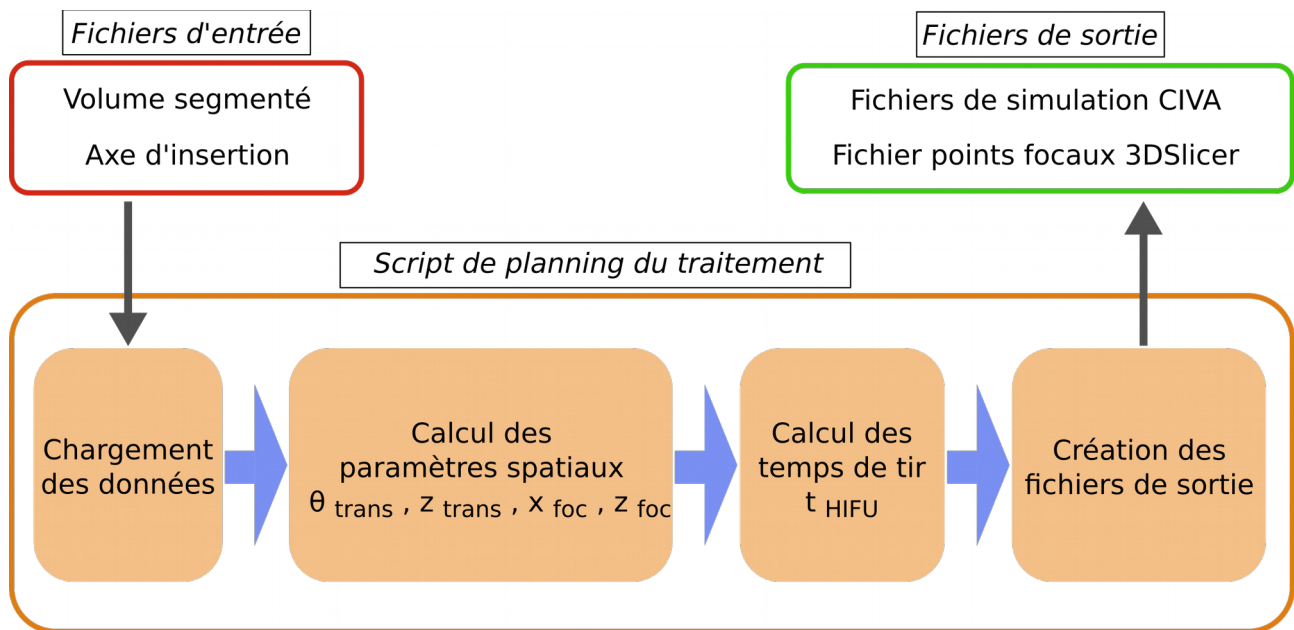 Fichiers d'entrée
Volume segmenté
Axe d'insertion
Fichiers de sortie
Fichiers de simulation CIVA
Fichier points focaux 3DSlicer
Script de planning du traitement
Chargement
des données
Calcul des
paramètres spatiaux
θ trans , z trans , x foc , z foc
Calcul des
temps de tir
t HIFU
Création des
fichiers de sortie